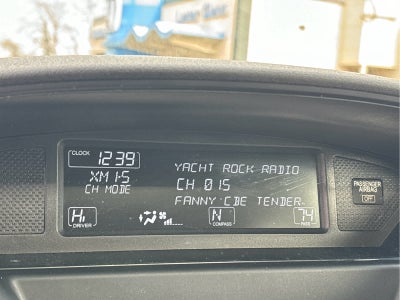 CLOCK 12:39
XM 1-5
CH MODE
YACHT ROCK RADIO
CH 015
FANNY (BE TENDER
Hi
DRIVER
N
COMPASS
74
PASS.
PASSENGER
AIRBAG
OFF